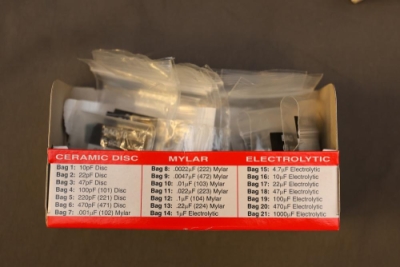 CERAMIC DISC
Bag 1: 10pF Disc
Bag 2: 22pF Disc
Bag 3: 47pF Disc
Bag 4: 100pF (101) Disc
Bag 5: 220pF (221) Disc
Bag 6: 470pF (471) Disc
Bag 7: .001µF (102) Mylar
MYLAR
Bag 8: .0022µF (222) Mylar
Bag 9: .0047µF (472) Mylar
Bag 10: .01µF (103) Mylar
Bag 11: .022µF (223) Mylar
Bag 12: .1µF (104) Mylar
Bag 13: .22µF (224) Mylar
Bag 14: 1µF Electrolytic
ELECTROLYTIC
Bag 15: 4.7µF Electrolytic
Bag 16: 10µF Electrolytic
Bag 17: 22µF Electrolytic
Bag 18: 47µF Electrolytic
Bag 19: 100µF Electrolytic
Bag 20: 470µF Electrolytic
Bag 21: 1000µF Electrolytic